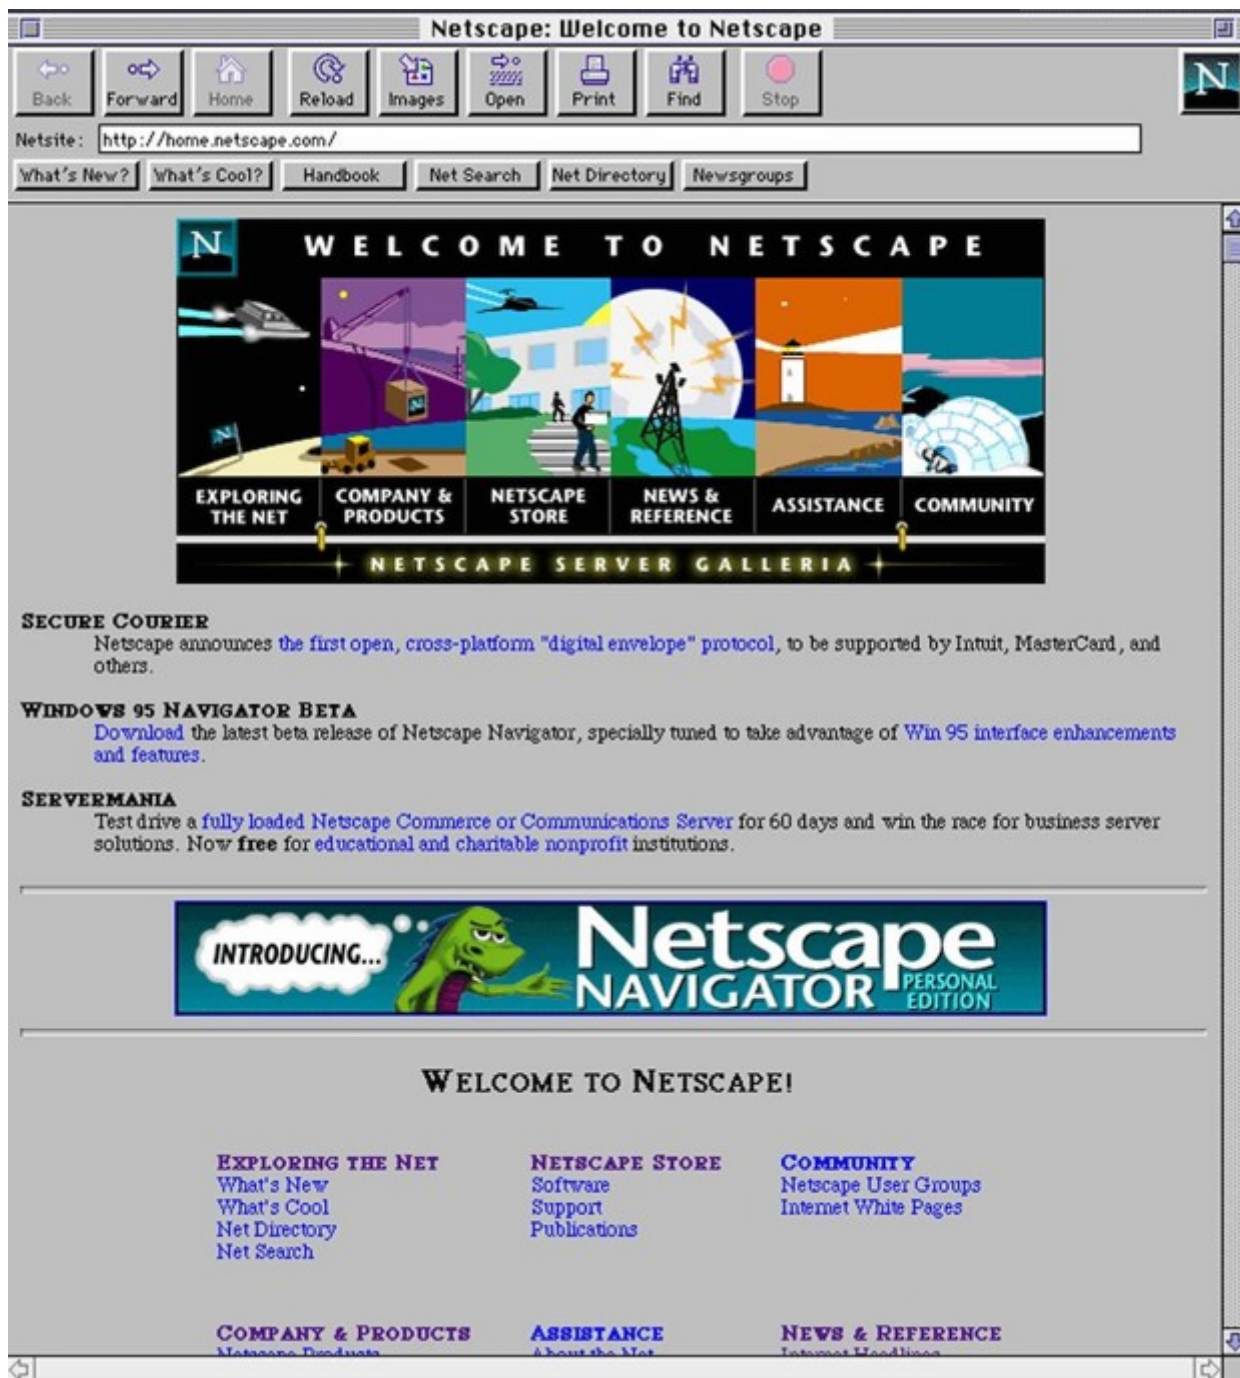 Netscape: Welcome to Netscape
Back Forward Home Reload Images Open Print Find Stop
N
Netsite: http://home.netscape.com/
What's New? What's Cool? Handbook Net Search Net Directory Newsgroups
N WELCOME TO NETSCAPE
N
N
EXPLORING THE NET
COMPANY & PRODUCTS
NETSCAPE STORE
NEWS & REFERENCE
ASSISTANCE
COMMUNITY
NETSCAPE SERVER GALLERIA
SECURE COURIER
Netscape announces the first open, cross-platform "digital envelope" protocol, to be supported by Intuit, MasterCard, and
others.
WINDOWS 95 NAVIGATOR BETA
Download the latest beta release of Netscape Navigator, specially tuned to take advantage of Win 95 interface enhancements
and features.
SERVERMANIA
Test drive a fully loaded Netscape Commerce or Communications Server for 60 days and win the race for business server
solutions. Now free for educational and charitable nonprofit institutions.
INTRODUCING...
Netscape
NAVIGATOR PERSONAL
EDITION
WELCOME TO NETSCAPE!
EXPLORING THE NET
What's New
What's Cool
Net Directory
Net Search
NETSCAPE STORE
Software
Support
Publications
COMMUNITY
Netscape User Groups
Internet White Pages
COMPANY & PRODUCTS
Netscape Products
ASSISTANCE
About the Net
NEWS & REFERENCE
Internet Headlines